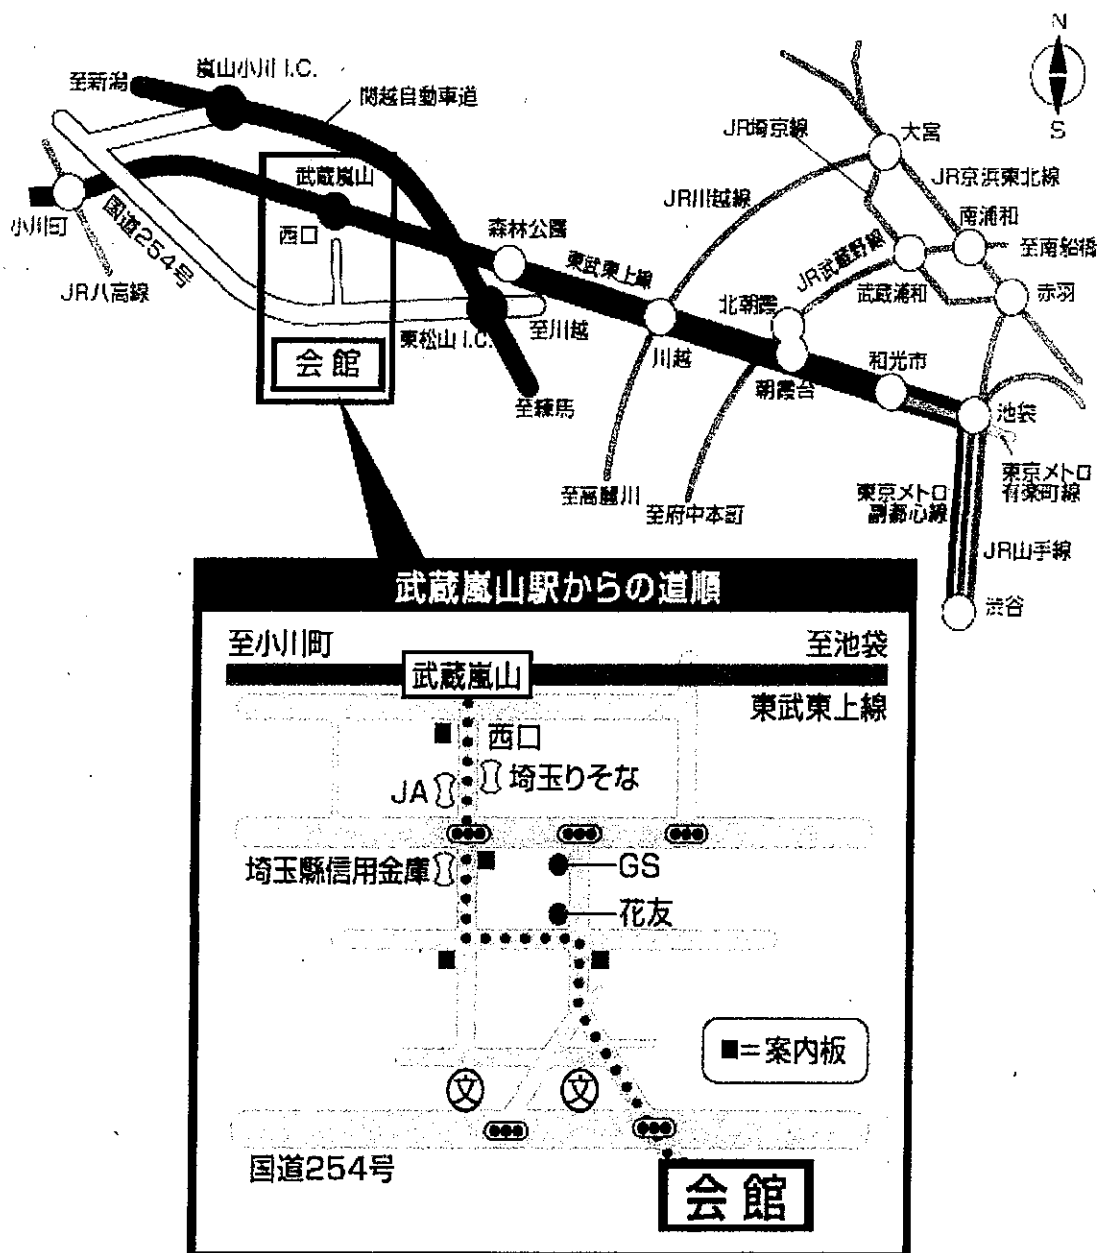 N
S
至新潟
嵐山小川 I.C.
関越自動車道
武蔵嵐山
西口
小川町
国道254号
JR八高線
森林公園
東武東上線
東松山 I.C.
至川越
至練馬
会館
川越
JR川越線
至高麗川
JR埼京線
大宮
JR京浜東北線
南浦和
至南船橋
JR武蔵野線
武蔵浦和
赤羽
北朝霞
朝霞台
至府中本町
和光市
池袋
東京メトロ
有楽町線
東京メトロ
副都心線
JR山手線
渋谷
武蔵嵐山駅からの道順
至小川町
至池袋
武蔵嵐山
東武東上線
西口
JA
埼玉りそな
埼玉縣信用金庫
GS
花友
■=案内板
文
文
国道254号
会館